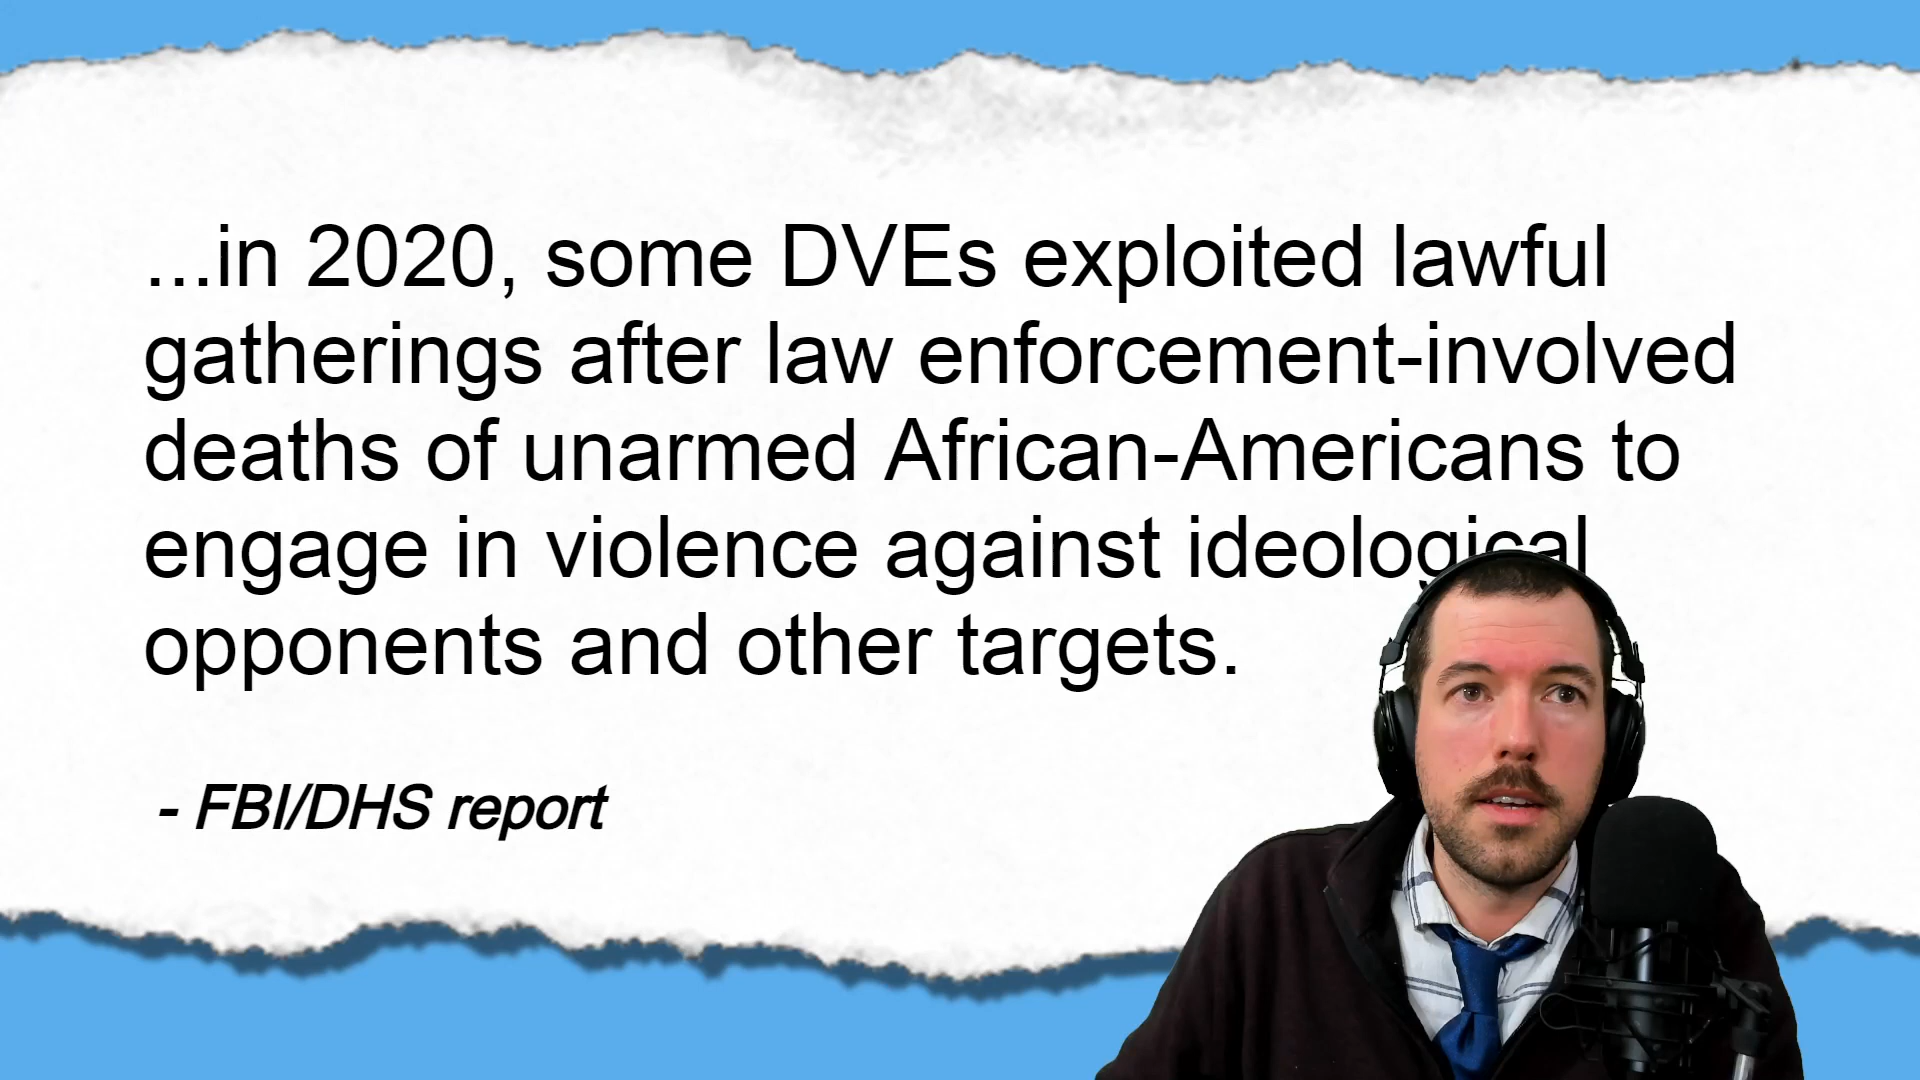 ...in 2020, some DVEs exploited lawful
gatherings after law enforcement-involved
deaths of unarmed African-Americans to
engage in violence against ideological
opponents and other targets.
- FBI/DHS report